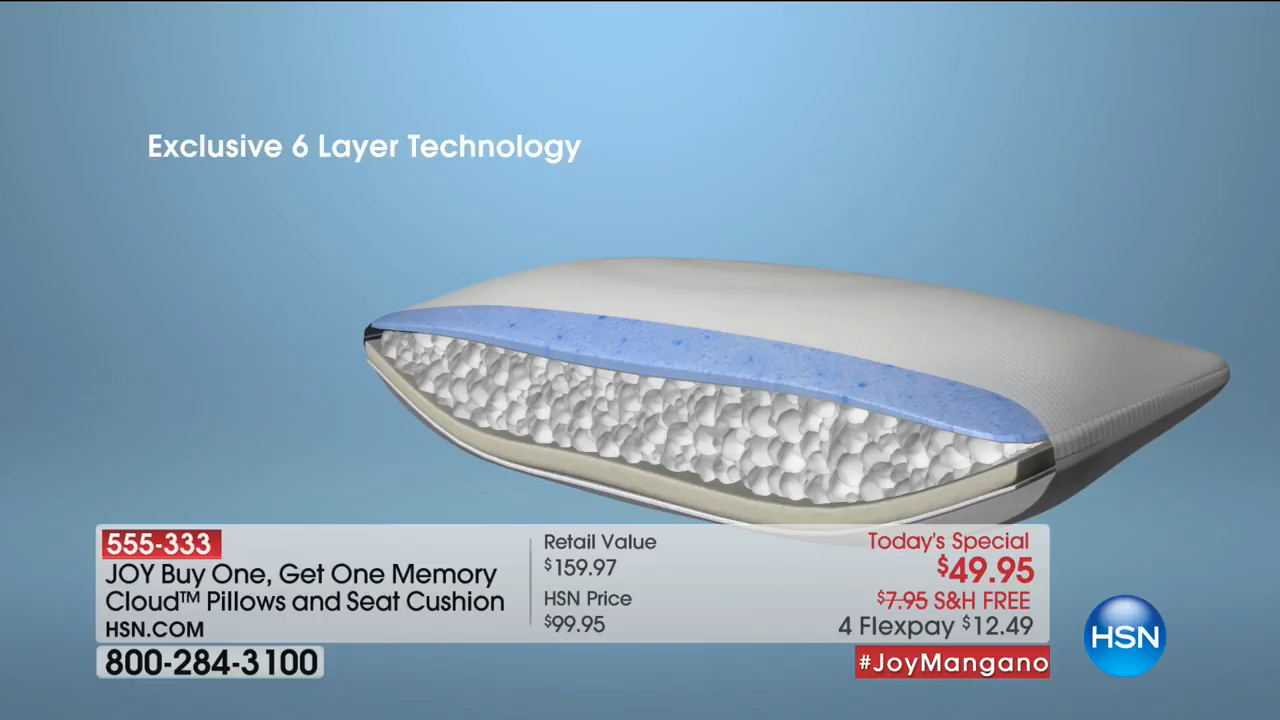 Exclusive 6 Layer Technology
555-333
JOY Buy One, Get One Memory
Cloud™ Pillows and Seat Cushion
HSN.COM
800-284-3100
Retail Value
$159.97
HSN Price
$99.95
Today's Special
$49.95
$7.95 S&H FREE
4 Flexpay $12.49
#JoyMangano
HSN